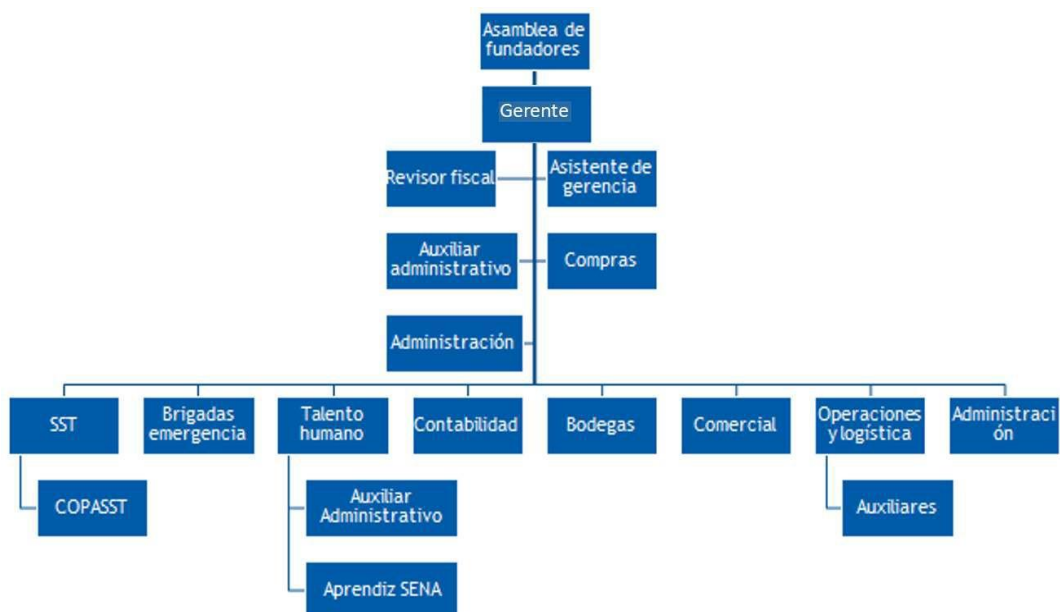 Asamblea de
fundadores
Gerente
Revisor fiscal
Asistente de
gerencia
Auxiliar
administrativo
Compras
Administración
SST
Brigadas
emergencia
Talento
humano
Contabilidad
Bodegas
Comercial
Operaciones
y logística
Administraci
ón
COPASST
Auxiliar
Administrativo
Auxiliares
Aprendiz SENA